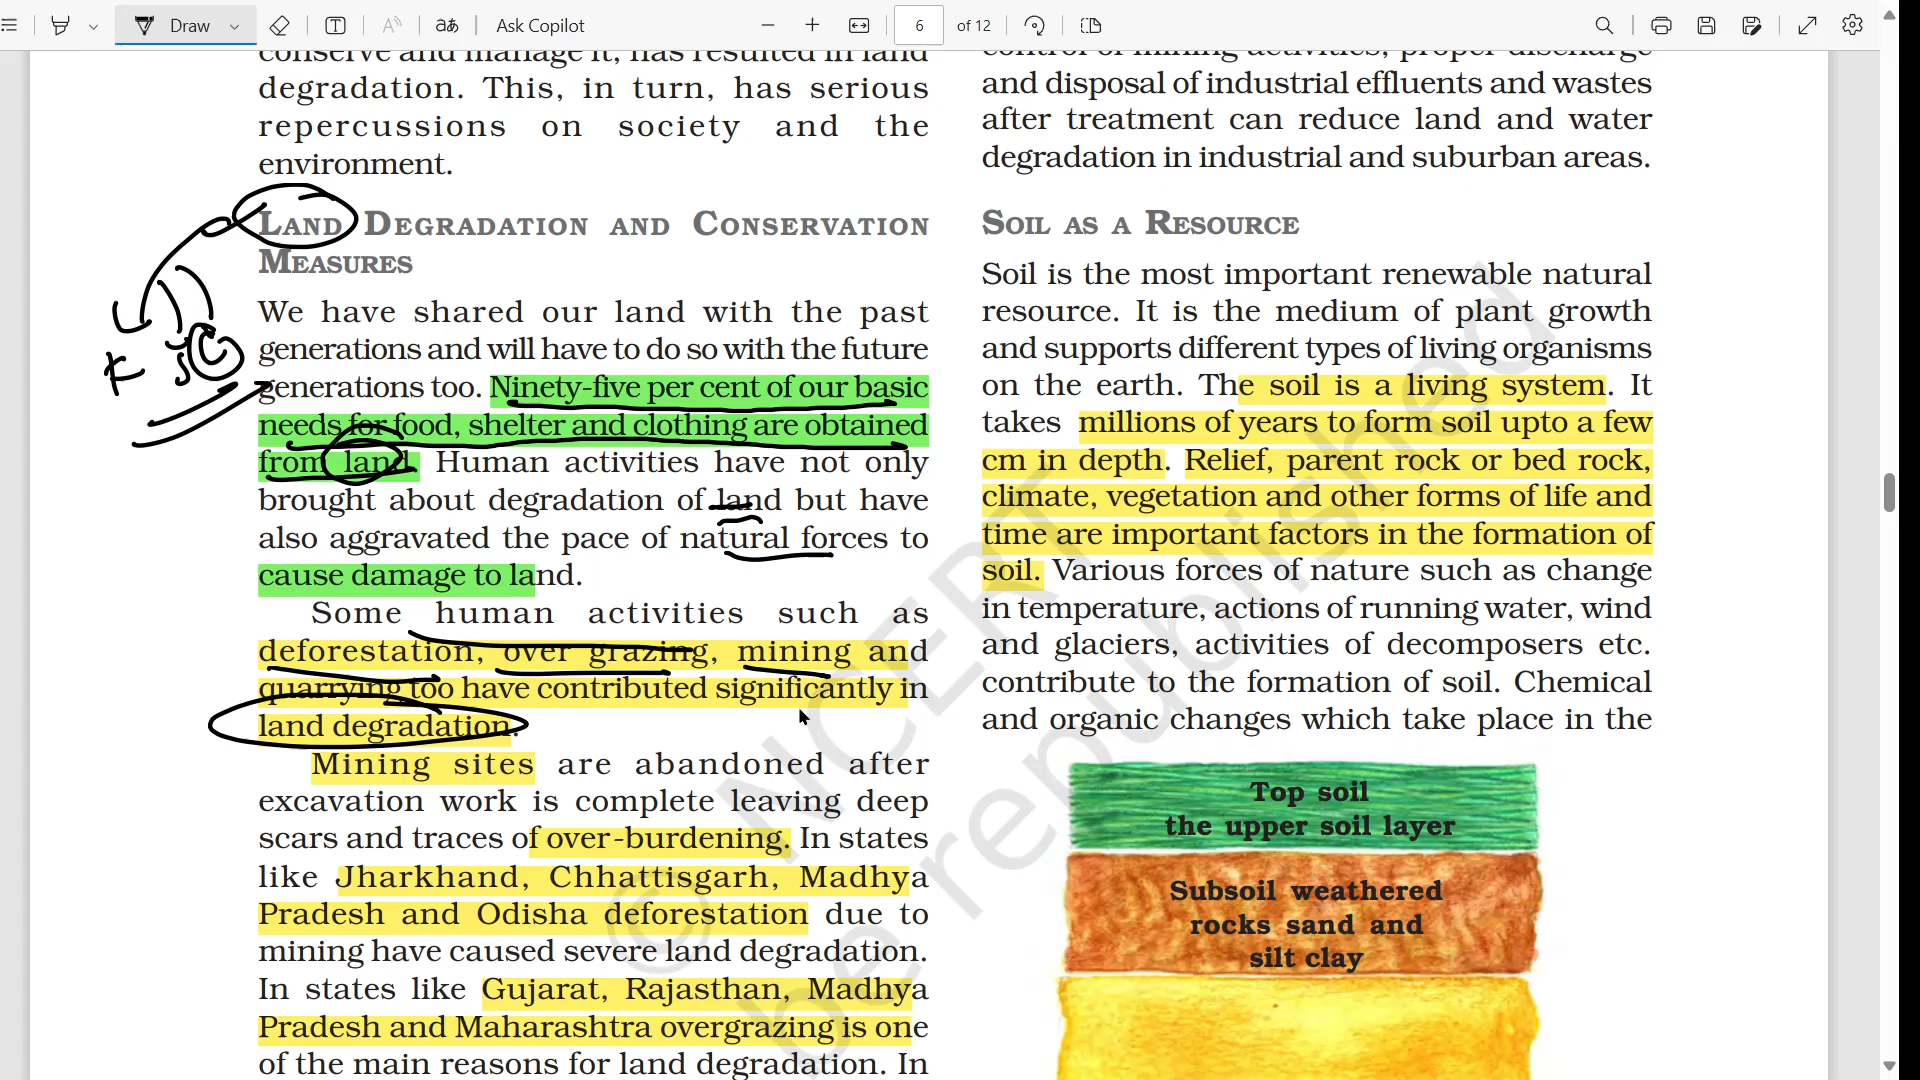 Draw
aあ
Ask Copilot
6
of 12
conserve and manage it, has resulted in land
degradation. This, in turn, has serious
repercussions on society and the
environment.
LAND DEGRADATION AND CONSERVATION
MEASURES
We have shared our land with the past
generations and will have to do so with the future
generations too. Ninety-five per cent of our basic
needs for food, shelter and clothing are obtained
from land. Human activities have not only
brought about degradation of land but have
also aggravated the pace of natural forces to
cause damage to land.
Some human activities such as
deforestation, over grazing, mining and
quarrying too have contributed significantly in
land degradation.
Mining sites are abandoned after
excavation work is complete leaving deep
scars and traces of over-burdening. In states
like Jharkhand, Chhattisgarh, Madhya
Pradesh and Odisha deforestation due to
mining have caused severe land degradation.
In states like Gujarat, Rajasthan, Madhya
Pradesh and Maharashtra overgrazing is one
of the main reasons for land degradation. In
F S C
control of mining activities, proper discharge
and disposal of industrial effluents and wastes
after treatment can reduce land and water
degradation in industrial and suburban areas.
SOIL AS A RESOURCE
Soil is the most important renewable natural
resource. It is the medium of plant growth
and supports different types of living organisms
on the earth. The soil is a living system. It
takes millions of years to form soil upto a few
cm in depth. Relief, parent rock or bed rock,
climate, vegetation and other forms of life and
time are important factors in the formation of
soil. Various forces of nature such as change
in temperature, actions of running water, wind
and glaciers, activities of decomposers etc.
contribute to the formation of soil. Chemical
and organic changes which take place in the
Top soil
the upper soil layer
Subsoil weathered
rocks sand and
silt clay
© NCERT
be republished